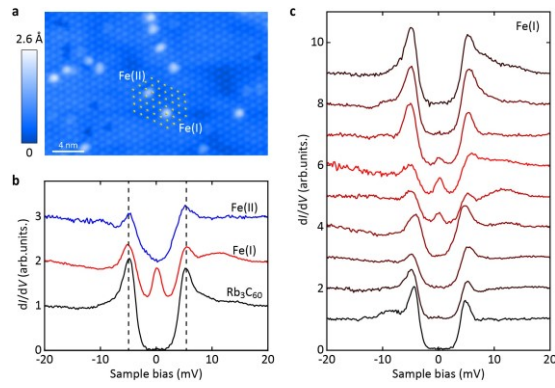 a
2.6 Å
0
Fe(II)
Fe(I)
4 nm
b
dI/dV (arb.units.)
3
2
1
0
Fe(II)
Fe(I)
Rb₃C₆₀
-20 -10 0 10 20
Sample bias (mV)
c
Fe(I)
dI/dV (arb.units.)
10
8
6
4
2
0
-20 -10 0 10 20
Sample bias (mV)